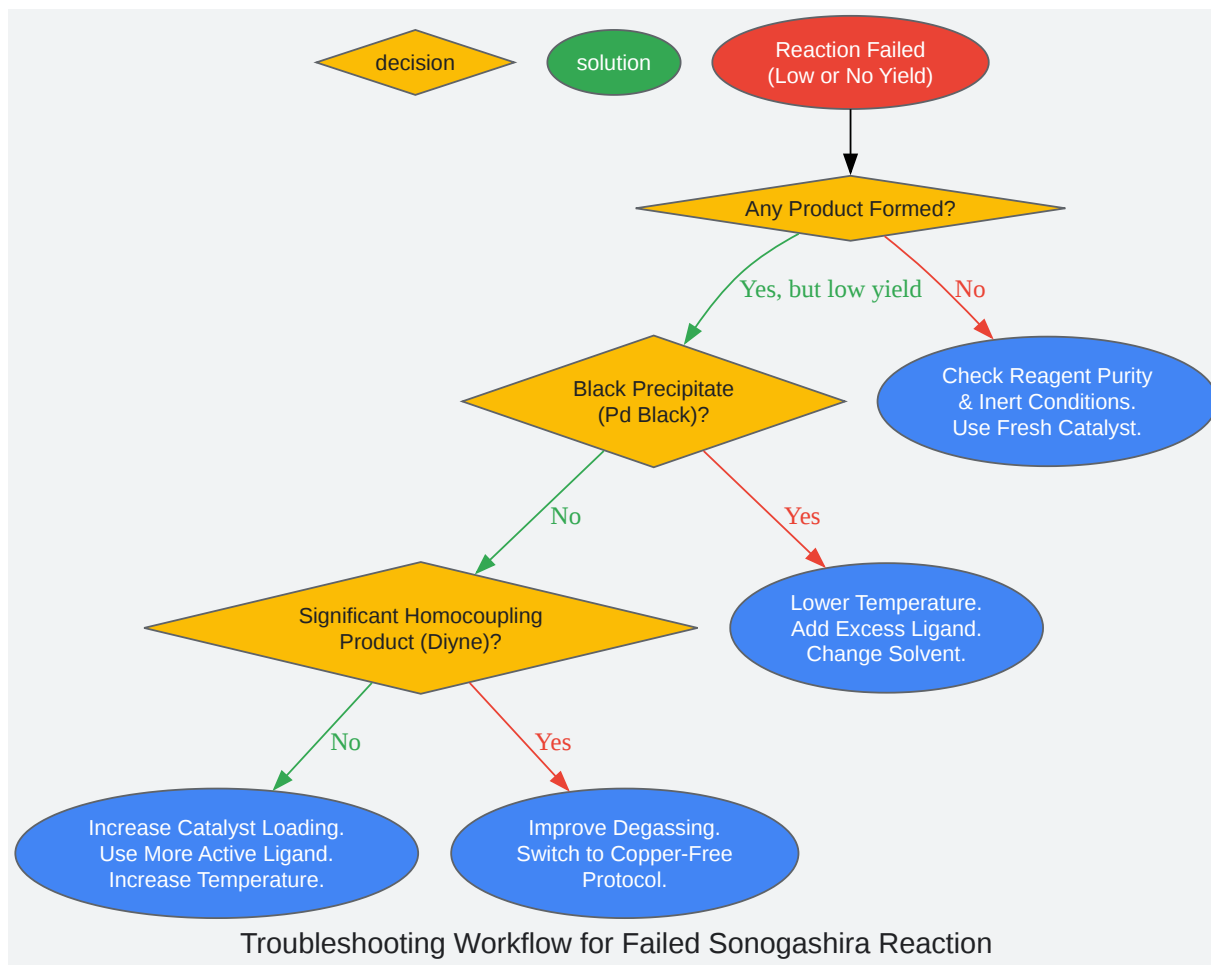 decision
solution
Reaction Failed
(Low or No Yield)
Any Product Formed?
Yes, but low yield
No
Black Precipitate
(Pd Black)?
Check Reagent Purity
& Inert Conditions.
Use Fresh Catalyst.
No
Yes
Significant Homocoupling
Product (Diyne)?
Lower Temperature.
Add Excess Ligand.
Change Solvent.
No
Yes
Increase Catalyst Loading.
Use More Active Ligand.
Increase Temperature.
Improve Degassing.
Switch to Copper-Free
Protocol.
Troubleshooting Workflow for Failed Sonogashira Reaction